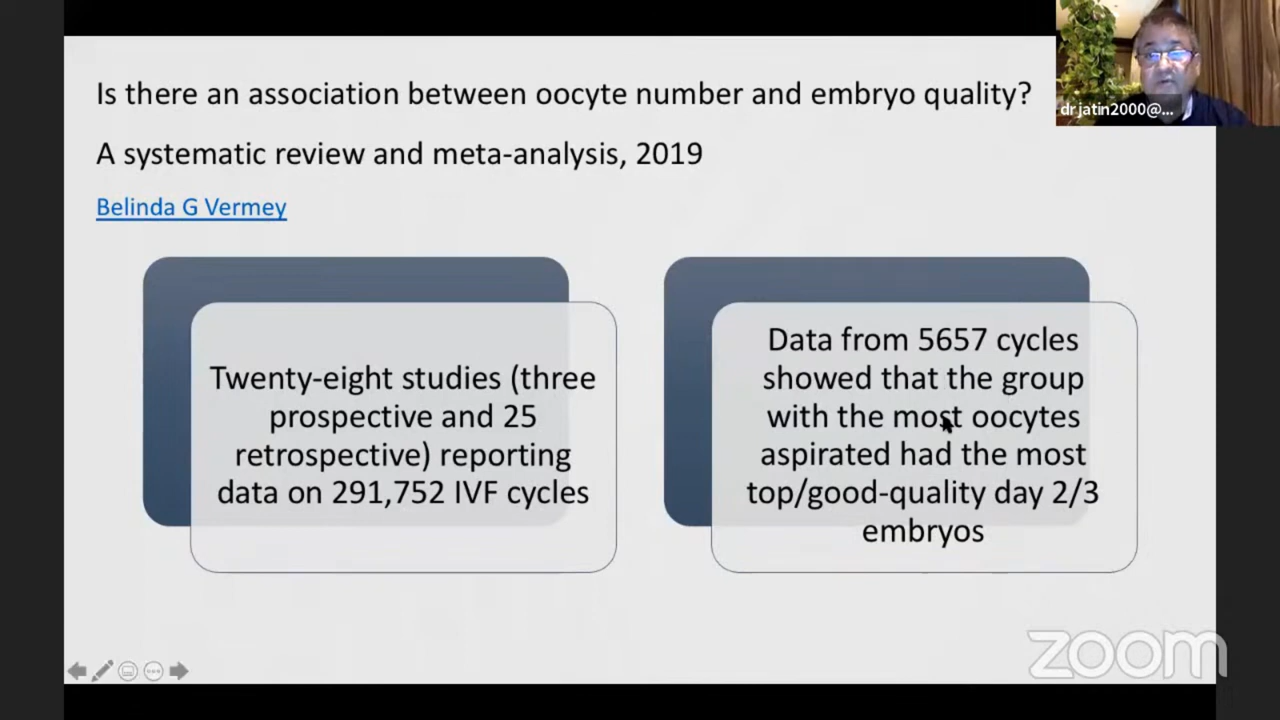 Is there an association between oocyte number and embryo quality?
A systematic review and meta-analysis, 2019
Belinda G Vermey
Twenty-eight studies (three
prospective and 25
retrospective) reporting
data on 291,752 IVF cycles
Data from 5657 cycles
showed that the group
with the most oocytes
aspirated had the most
top/good-quality day 2/3
embryos
drjatin2000@...
zoom